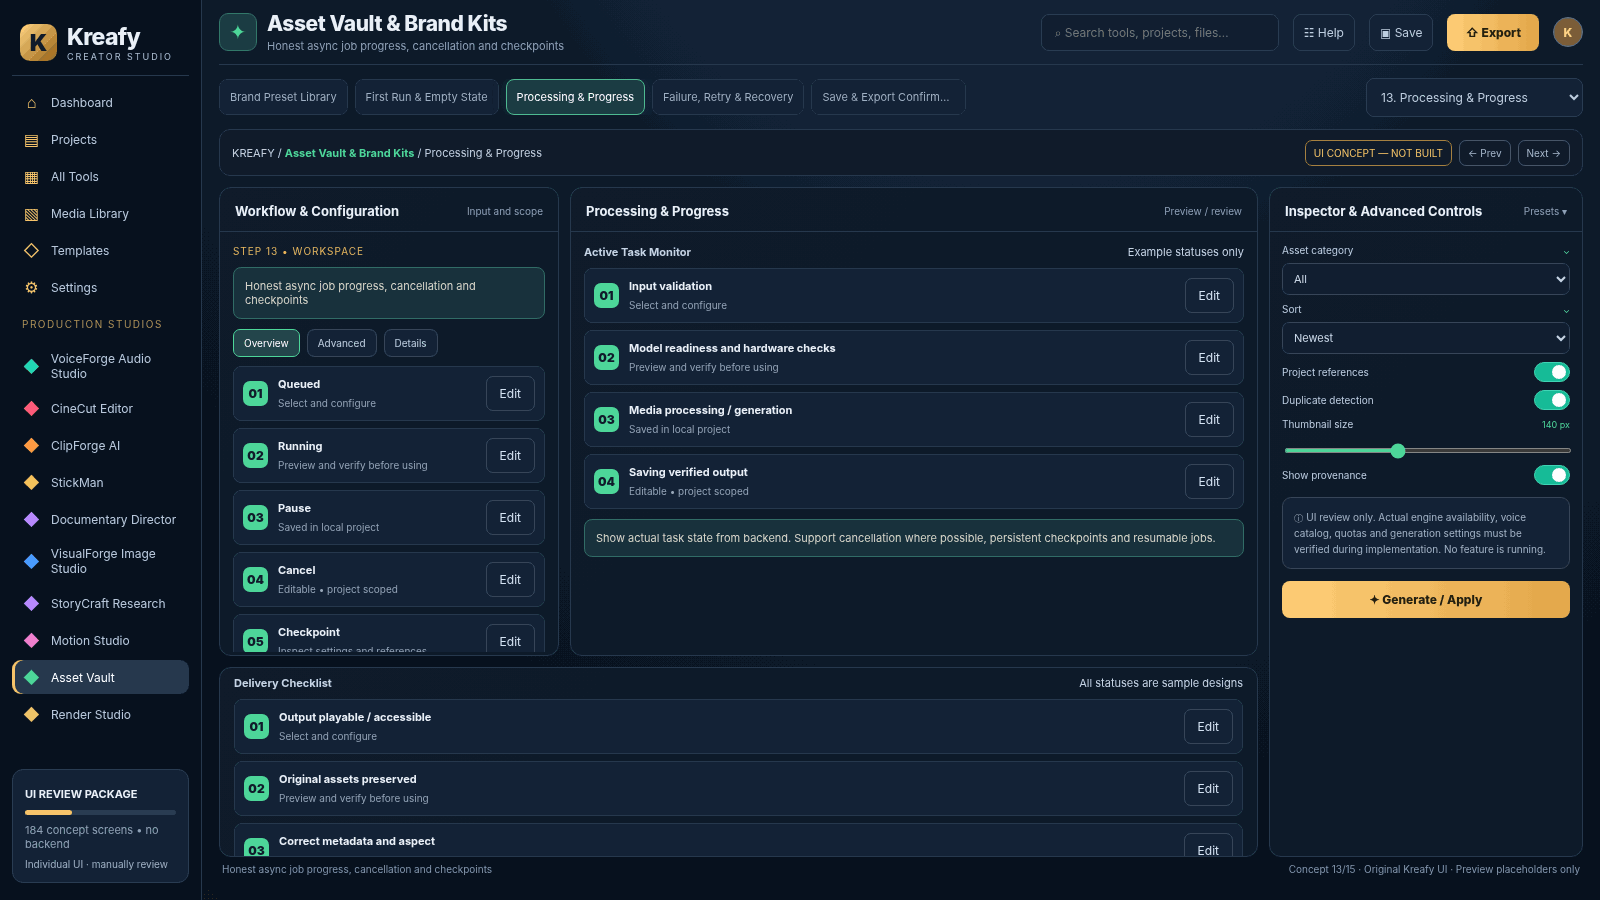 K
Kreafy
CREATOR STUDIO
Dashboard
Projects
All Tools
Media Library
Templates
Settings
PRODUCTION STUDIOS
VoiceForge Audio
Studio
CineCut Editor
ClipForge AI
StickMan
Documentary Director
VisualForge Image
Studio
StoryCraft Research
Motion Studio
Asset Vault
Render Studio
UI REVIEW PACKAGE
184 concept screens • no
backend
Individual UI · manually review
Asset Vault & Brand Kits
Honest async job progress, cancellation and checkpoints
Search tools, projects, files...
Help
Save
Export
K
Brand Preset Library
First Run & Empty State
Processing & Progress
Failure, Retry & Recovery
Save & Export Confirm...
13. Processing & Progress
KREAFY / Asset Vault & Brand Kits / Processing & Progress
UI CONCEPT — NOT BUILT
← Prev
Next →
Workflow & Configuration
Input and scope
STEP 13 • WORKSPACE
Honest async job progress, cancellation and
checkpoints
Overview
Advanced
Details
01
Queued
Select and configure
Edit
02
Running
Preview and verify before using
Edit
03
Pause
Saved in local project
Edit
04
Cancel
Editable • project scoped
Edit
05
Checkpoint
Inspect settings and references
Edit
Processing & Progress
Preview / review
Active Task Monitor
Example statuses only
01
Input validation
Select and configure
Edit
02
Model readiness and hardware checks
Preview and verify before using
Edit
03
Media processing / generation
Saved in local project
Edit
04
Saving verified output
Editable • project scoped
Edit
Show actual task state from backend. Support cancellation where possible, persistent checkpoints and resumable jobs.
Delivery Checklist
All statuses are sample designs
01
Output playable / accessible
Select and configure
Edit
02
Original assets preserved
Preview and verify before using
Edit
03
Correct metadata and aspect
Edit
Inspector & Advanced Controls
Presets ▾
Asset category
All
Sort
Newest
Project references
Duplicate detection
Thumbnail size
140 px
Show provenance
ⓘ UI review only. Actual engine availability, voice
catalog, quotas and generation settings must be
verified during implementation. No feature is running.
✦ Generate / Apply
Honest async job progress, cancellation and checkpoints
Concept 13/15 · Original Kreafy UI · Preview placeholders only